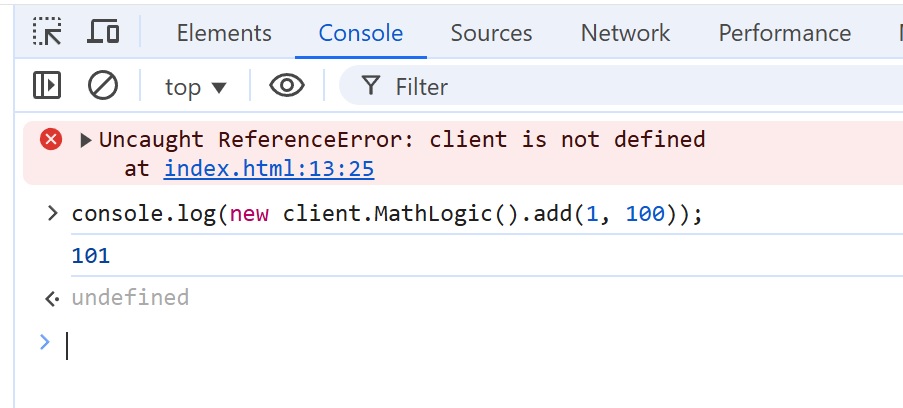 Elements Console Sources Network Performance
top Filter
Uncaught ReferenceError: client is not defined
at index.html:13:25
console.log(new client.MathLogic().add(1, 100));
101
undefined